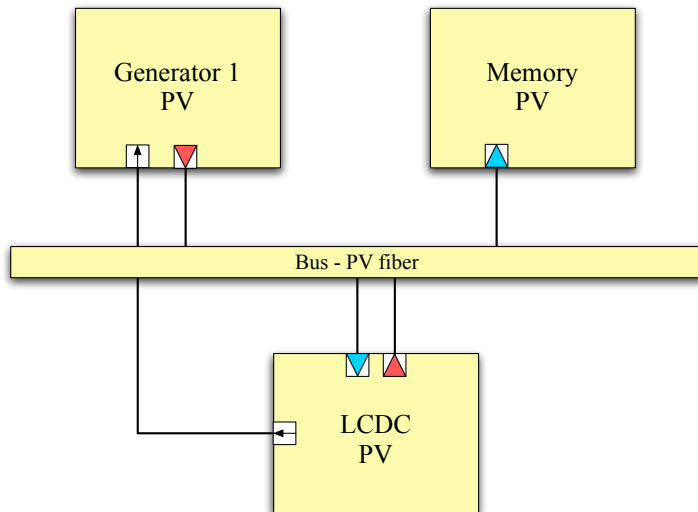 Generator 1
PV
Memory
PV
Bus - PV fiber
LCDC
PV